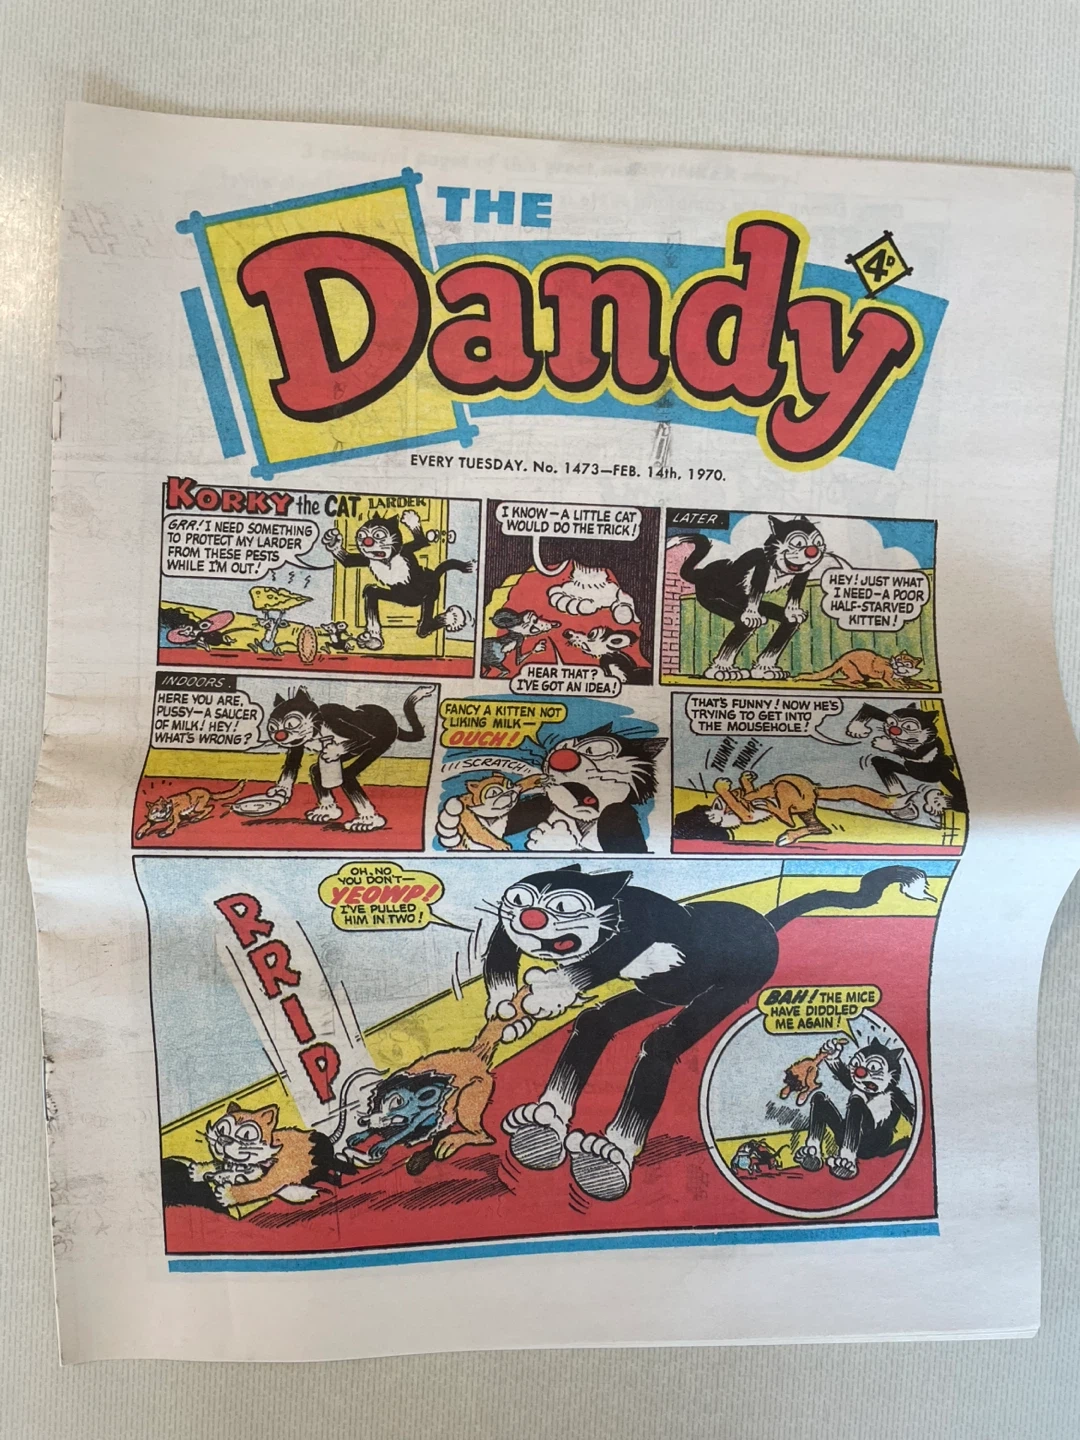 THE
Dandy
4D
EVERY TUESDAY. No. 1473—FEB. 14th, 1970.
KORKY the CAT,
LARDER
GRR! I NEED SOMETHING
TO PROTECT MY LARDER
FROM THESE PESTS
WHILE I'M OUT!
I KNOW—A LITTLE CAT
WOULD DO THE TRICK!
HEAR THAT?
I'VE GOT AN IDEA!
LATER.
HEY! JUST WHAT
I NEED—A POOR
HALF-STARVED
KITTEN!
INDOORS.
HERE YOU ARE,
PUSSY—A SAUCER
OF MILK! HEY!
WHAT'S WRONG?
FANCY A KITTEN NOT
LIKING MILK—
OUCH!
SCRATCH
THAT'S FUNNY! NOW HE'S
TRYING TO GET INTO
THE MOUSEHOLE!
THUMP!
THUMP!
OH, NO
YOU DON'T—
YEOWP!
I'VE PULLED
HIM IN TWO!
RRIP
BAH! THE MICE
HAVE DIDDLED
ME AGAIN!